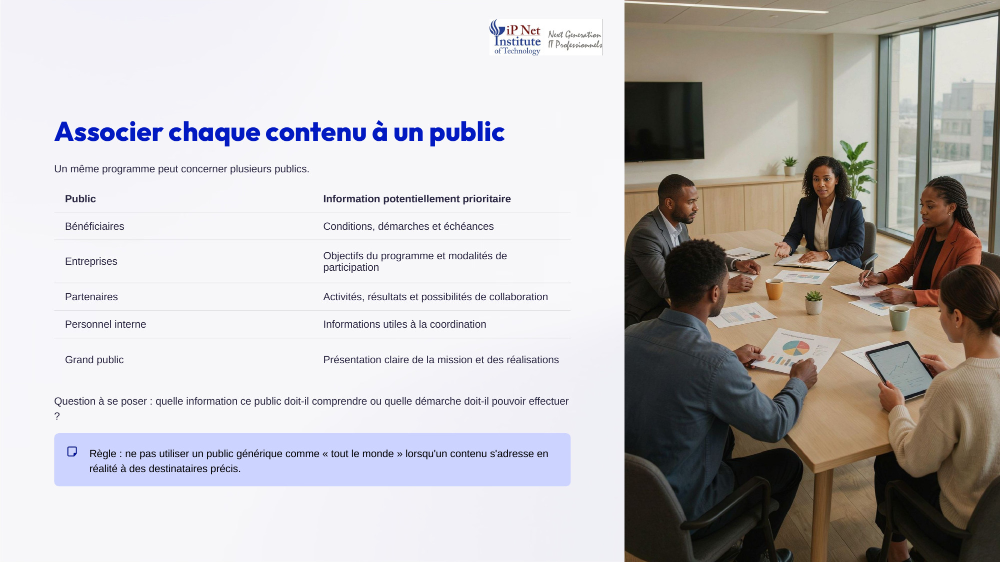 iP Net
Institute
of Technology
Next Generation
IT Professionnels
Associer chaque contenu à un public
Un même programme peut concerner plusieurs publics.
Public
Information potentiellement prioritaire
Bénéficiaires
Conditions, démarches et échéances
Entreprises
Objectifs du programme et modalités de
participation
Partenaires
Activités, résultats et possibilités de collaboration
Personnel interne
Informations utiles à la coordination
Grand public
Présentation claire de la mission et des réalisations
Question à se poser : quelle information ce public doit-il comprendre ou quelle démarche doit-il pouvoir effectuer
?
Règle : ne pas utiliser un public générique comme « tout le monde » lorsqu'un contenu s'adresse en
réalité à des destinataires précis.